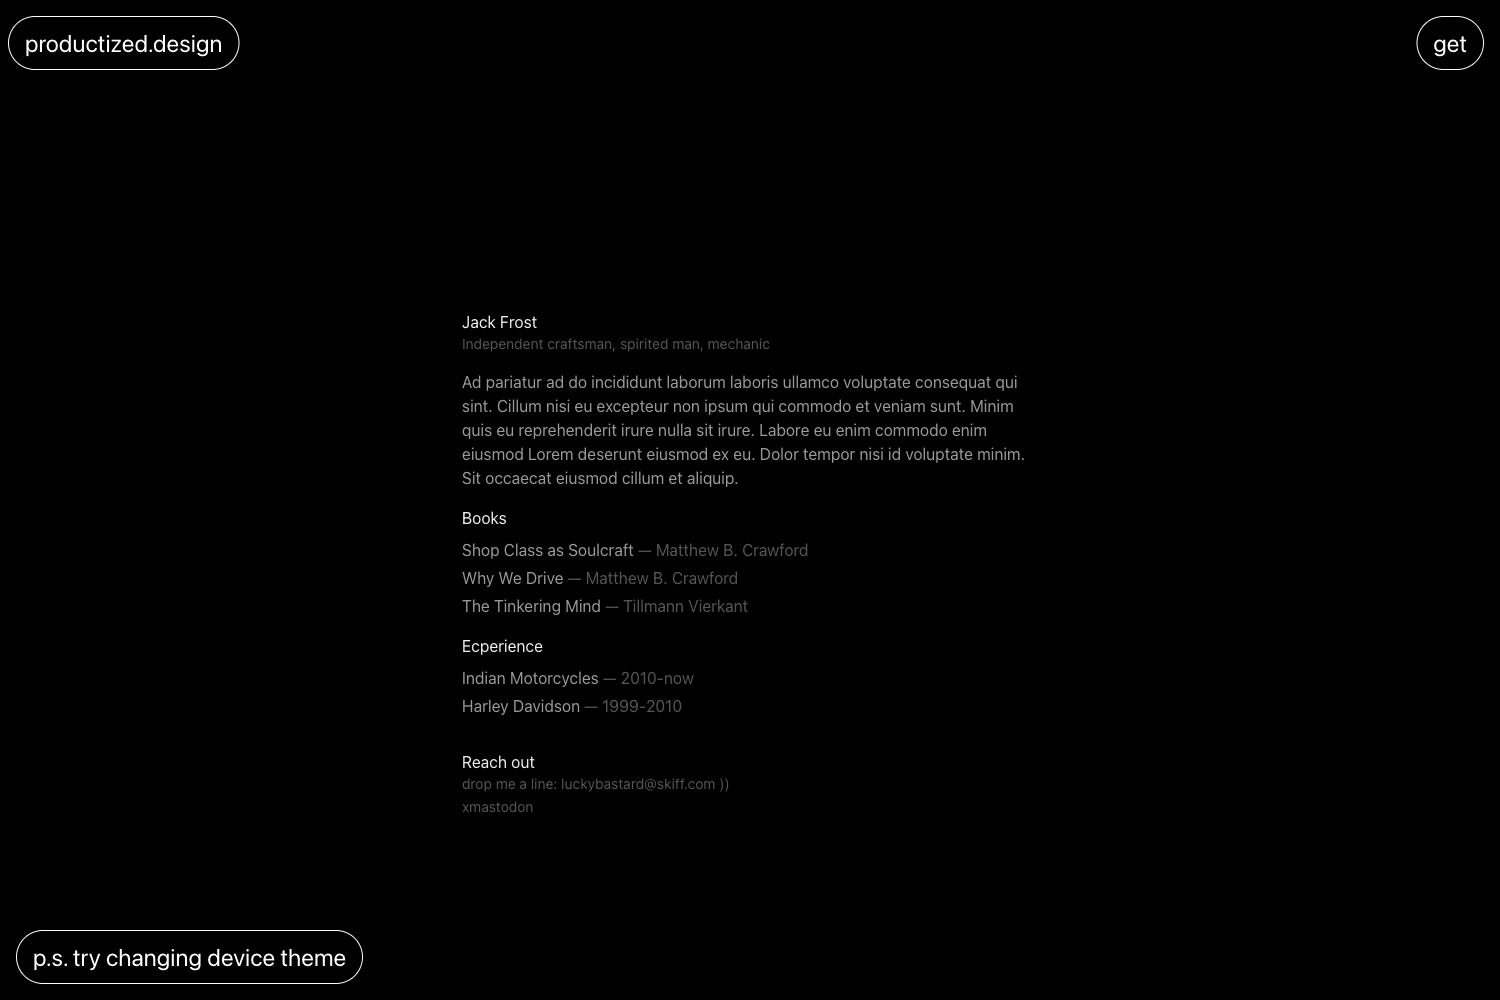 productized.design
get
Jack Frost
Independent craftsman, spirited man, mechanic
Ad pariatur ad do incididunt laborum laboris ullamco voluptate consequat qui
sint. Cillum nisi eu excepteur non ipsum qui commodo et veniam sunt. Minim
quis eu reprehenderit irure nulla sit irure. Labore eu enim commodo enim
eiusmod Lorem deserunt eiusmod ex eu. Dolor tempor nisi id voluptate minim.
Sit occaecat eiusmod cillum et aliquip.
Books
Shop Class as Soulcraft — Matthew B. Crawford
Why We Drive — Matthew B. Crawford
The Tinkering Mind — Tillmann Vierkant
Ecperience
Indian Motorcycles — 2010-now
Harley Davidson — 1999-2010
Reach out
drop me a line: luckybastard@skiff.com ))
xmastodon
p.s. try changing device theme